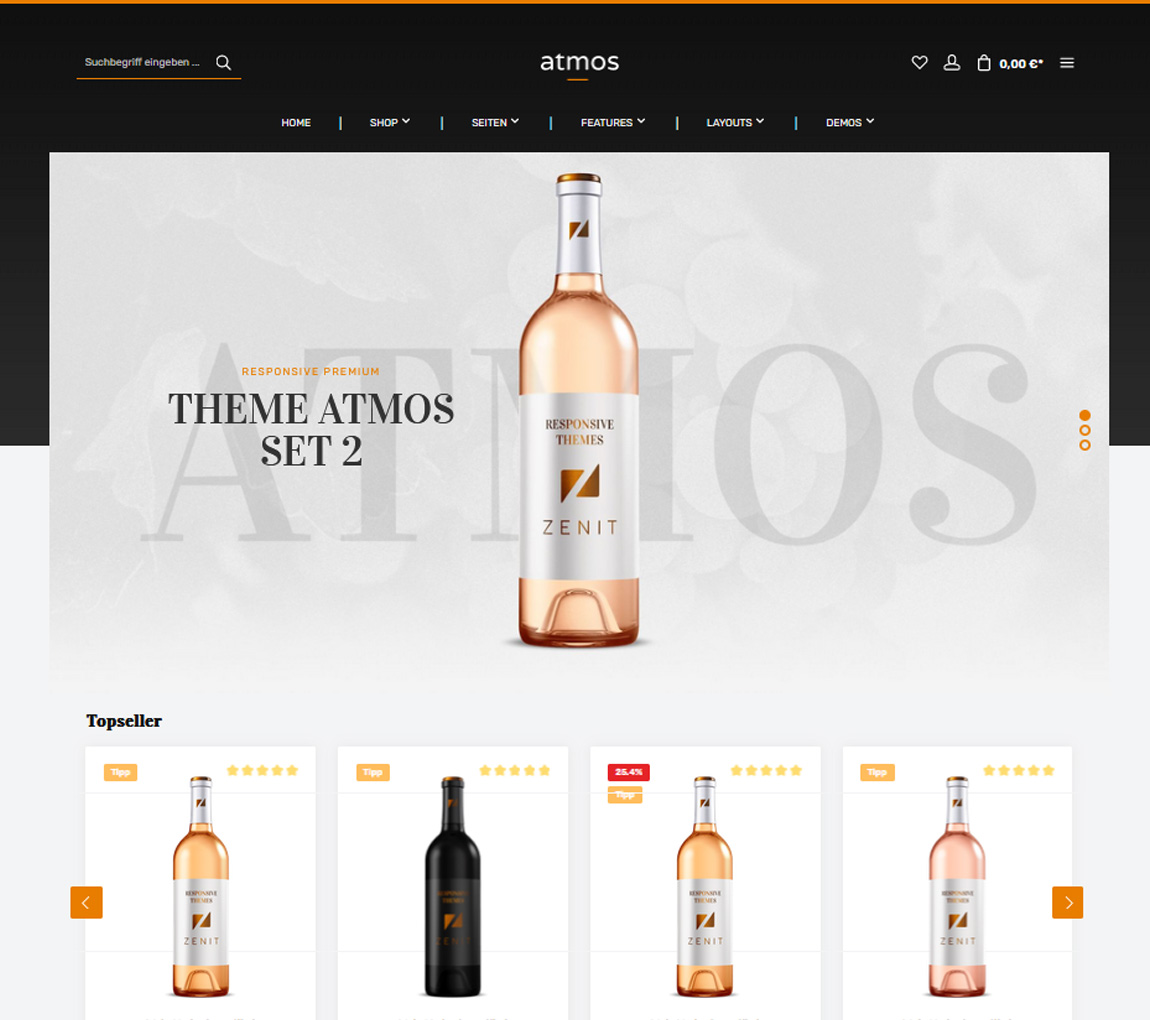 Suchbegriff eingeben ...
atmos
0,00 €*
HOME | SHOP | SEITEN | FEATURES | LAYOUTS | DEMOS
ATMOS
RESPONSIVE PREMIUM
THEME ATMOS
SET 2
RESPONSIVE
THEMES
ZENIT
Topseller
Tipp
Tipp
25.4%
Tipp
Tipp
RESPONSIVE
THEMES
ZENIT
RESPONSIVE
THEMES
ZENIT
RESPONSIVE
THEMES
ZENIT
RESPONSIVE
THEMES
ZENIT